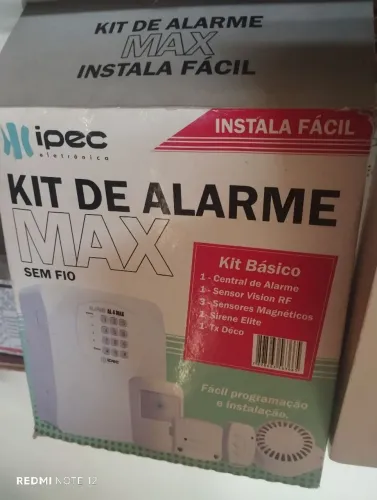 KIT DE ALARME
MAX
INSTALA FÁCIL
ipec
eletrônica
INSTALA FÁCIL
KIT DE ALARME
MAX
SEM FIO
Kit Básico
1 - Central de Alarme
1 - Sensor Vision RF
3 - Sensores Magnéticos
2 - Sirene Elite
1 - Tx Déco
Fácil programação
e instalação.
REDMI NOTE 12